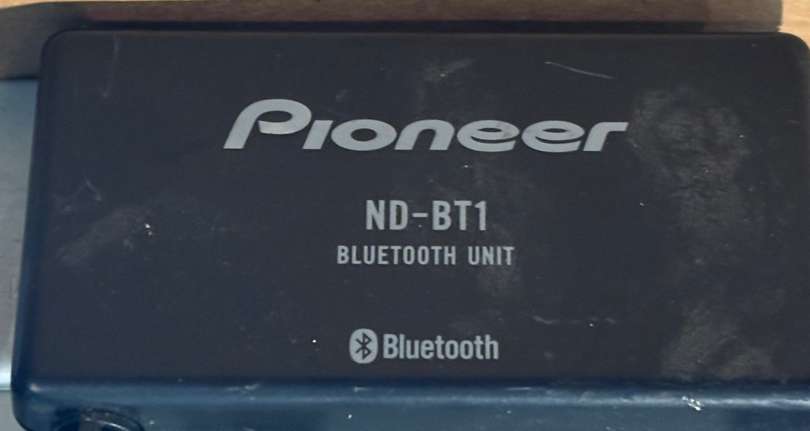 Pioneer
ND-BT1
BLUETOOTH UNIT
Bluetooth